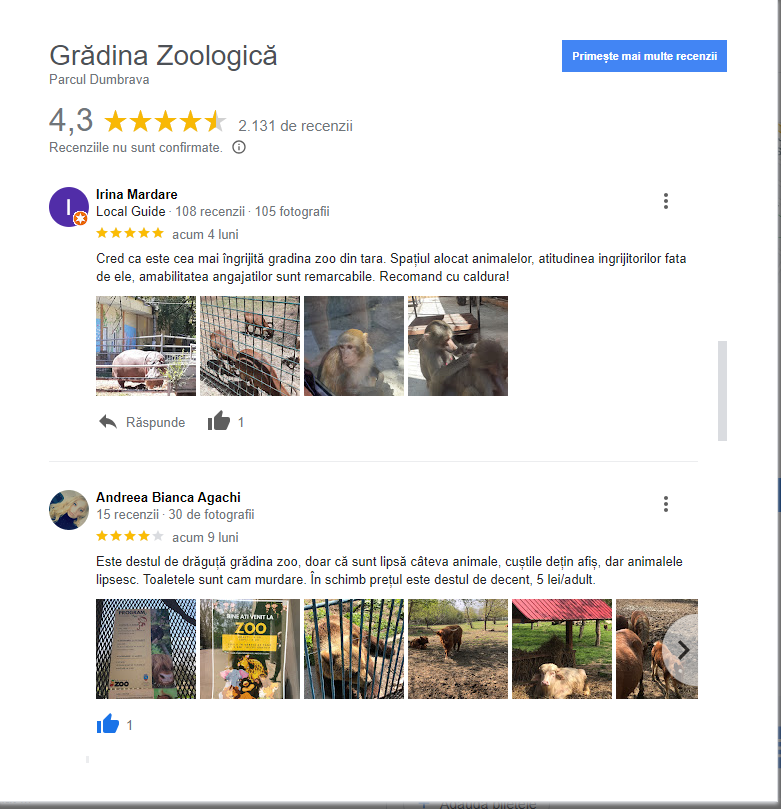 Grădina Zoologică
Primește mai multe recenzii
Parcul Dumbrava
4,3
2.131 de recenzii
Recenziile nu sunt confirmate.
I
Irina Mardare
Local Guide · 108 recenzii · 105 fotografii
acum 4 luni
Cred ca este cea mai îngrijită gradina zoo din tara. Spațiul alocat animalelor, atitudinea ingrijitorilor fata
de ele, amabilitatea angajatilor sunt remarcabile. Recomand cu caldura!
Răspunde
1
Andreea Bianca Agachi
15 recenzii · 30 de fotografii
acum 9 luni
Este destul de drăguță grădina zoo, doar că sunt lipsă câteva animale, cuștile dețin afiș, dar animalele
lipsesc. Toaletele sunt cam murdare. În schimb prețul este destul de decent, 5 lei/adult.
PROGRAM
ZOO
BINE ATI VENIT LA
ZOO
1